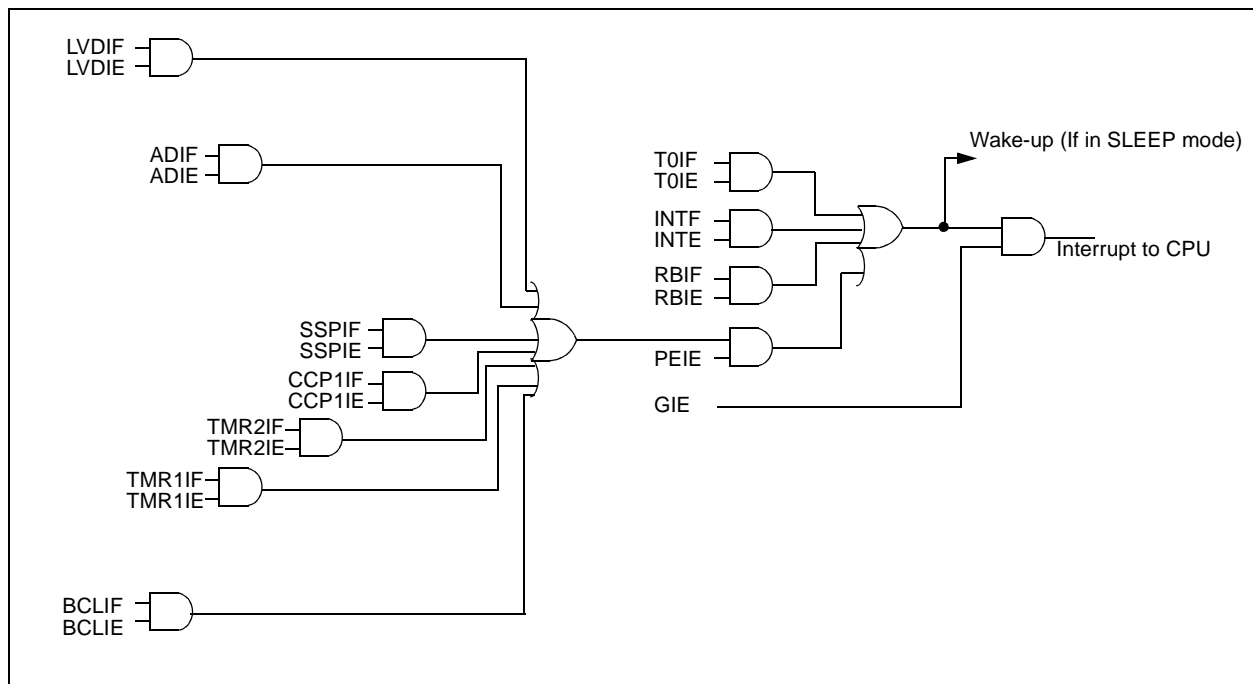 LVDIF
LVDIE
ADIF
ADIE
SSPIF
SSPIE
CCP1IF
CCP1IE
TMR2IF
TMR2IE
TMR1IF
TMR1IE
BCLIF
BCLIE
T0IF
T0IE
INTF
INTE
RBIF
RBIE
PEIE
GIE
Wake-up (If in SLEEP mode)
Interrupt to CPU